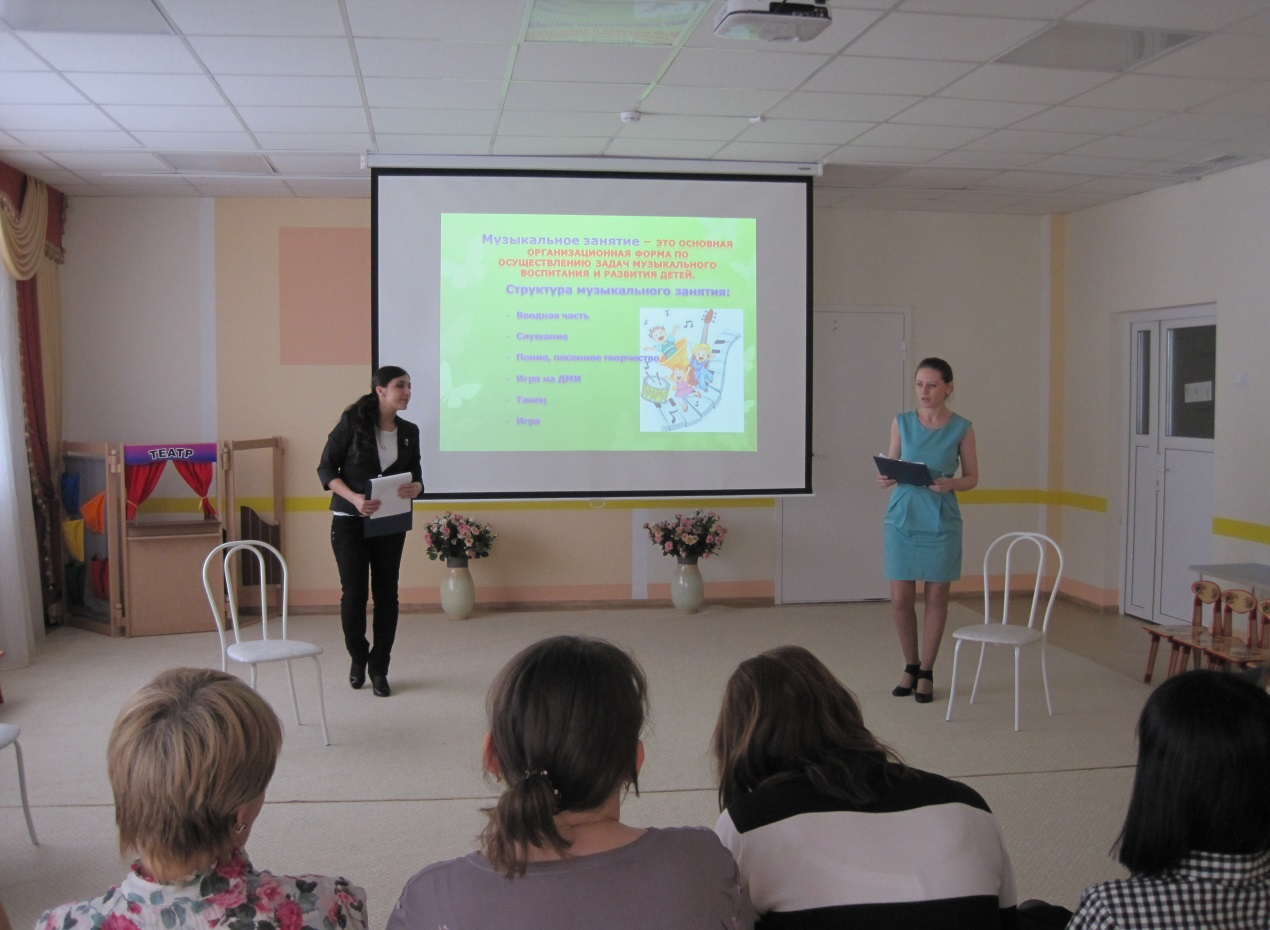 Музыкальное занятие – ЭТО ОСНОВНАЯ
ОРГАНИЗАЦИОННАЯ ФОРМА ПО
ОСУЩЕСТВЛЕНИЮ ЗАДАЧ МУЗЫКАЛЬНОГО
ВОСПИТАНИЯ И РАЗВИТИЯ ДЕТЕЙ.
Структура музыкального занятия:
- Вводная часть
- Слушание
- Пение, песенное творчество
- Игра на ДМИ
- Танец
- Игра
ТЕАТР